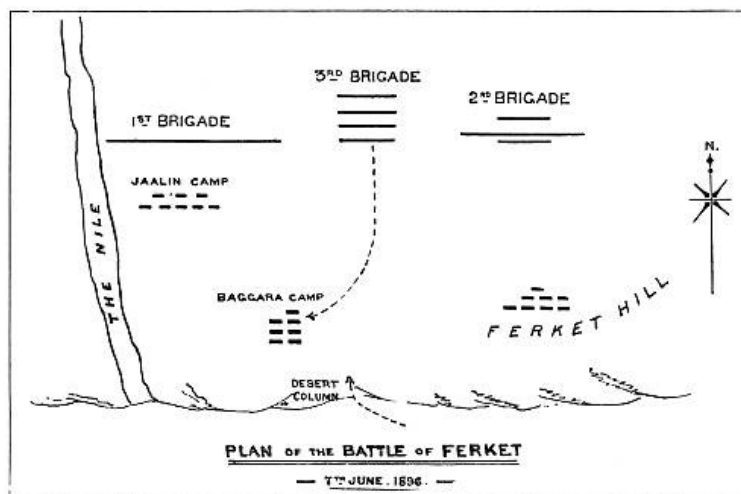 3RD BRIGADE
2ND BRIGADE
1ST BRIGADE
N.
JAALIN CAMP
THE NILE
BAGGARA CAMP
FERKET HILL
DESERT
COLUMN
PLAN OF THE BATTLE OF FERKET
— 7TH JUNE. 1896. —